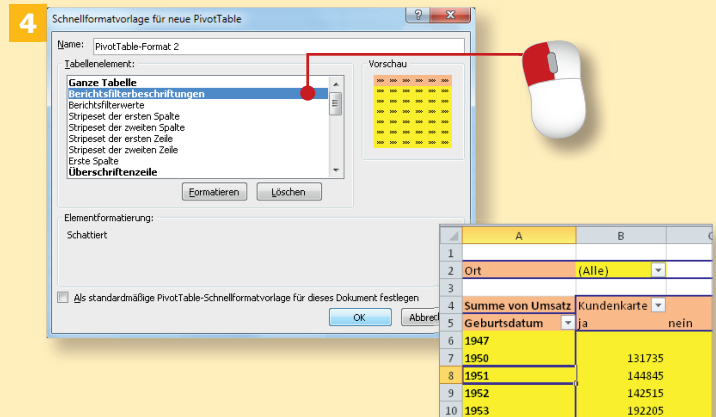 4
Schnellformatvorlage für neue PivotTable
Name: PivotTable-Format 2
Tabellenelement:
Vorschau
Ganze Tabelle
Berichtsfilterbeschriftungen
Berichtsfilterwerte
Stripeset der ersten Spalte
Stripeset der zweiten Spalte
Stripeset der ersten Zeile
Stripeset der zweiten Zeile
Erste Spalte
Überschriftenzeile
Formatieren Löschen
Elementformatierung:
Schattiert
Als standardmäßige PivotTable-Schnellformatvorlage für dieses Dokument festlegen
OK
A B
1
2 Ort (Alle)
3
4 Summe von Umsatz Kundenkarte
5 Geburtsdatum ja nein
6 1947
7 1950 131735
8 1951 144845
9 1952 142515
10 1953 192205